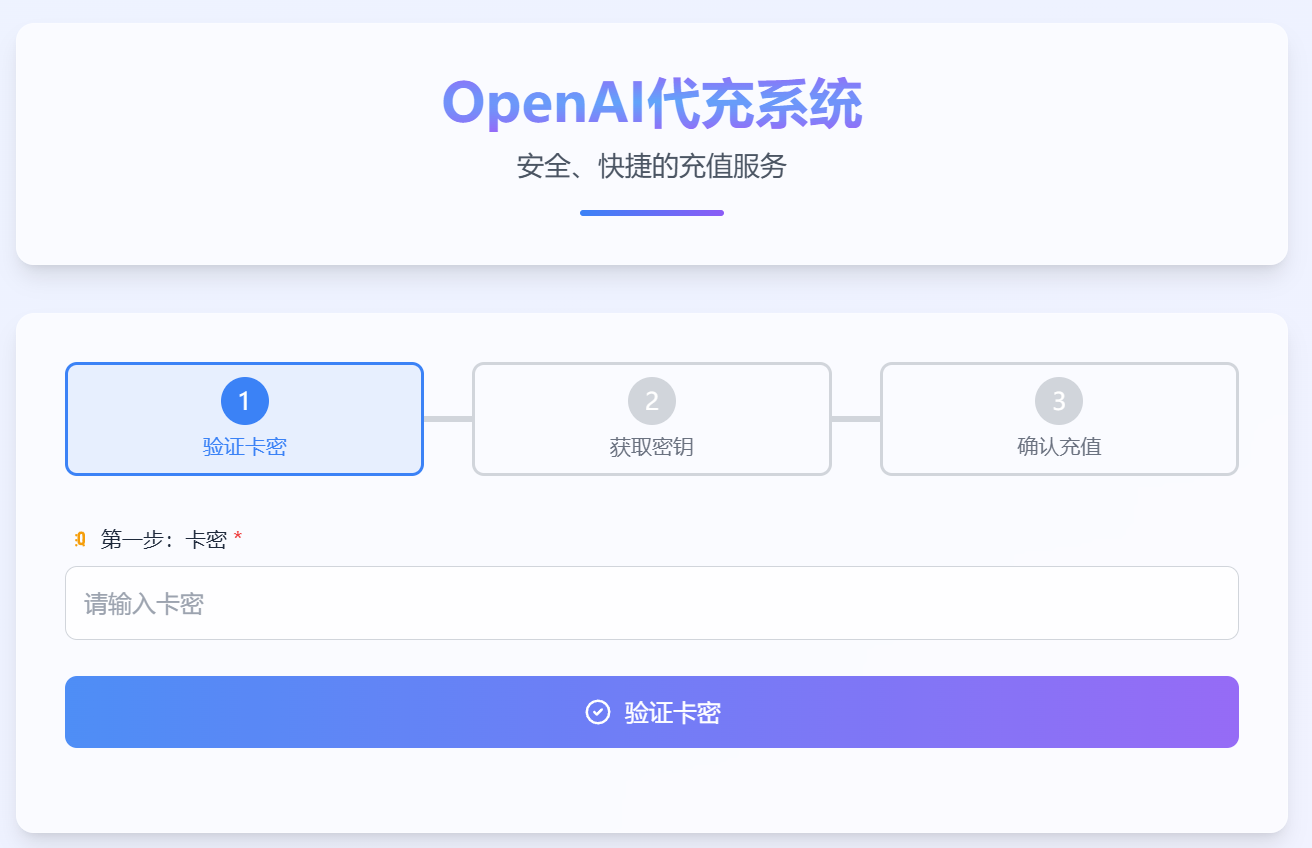 OpenAI代充系统
安全、快捷的充值服务
1
验证卡密
2
获取密钥
3
确认充值
第一步：卡密 *
请输入卡密
验证卡密